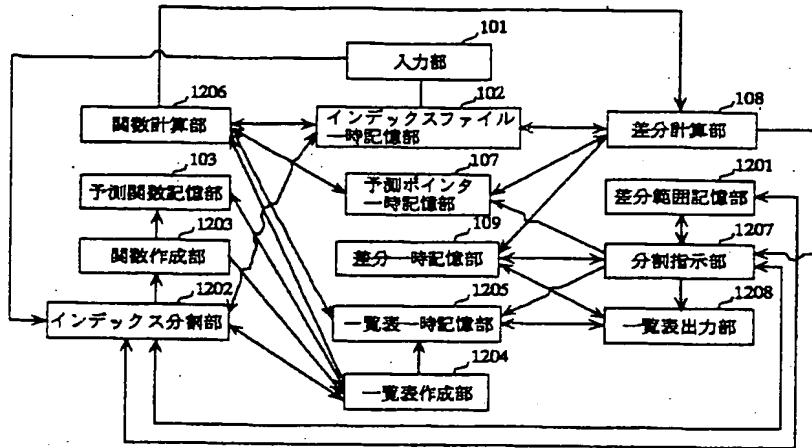 101
入力部
1206
関数計算部
102
インデックスファイル
一時記憶部
108
差分計算部
103
予測関数記憶部
107
予測ポインタ
一時記憶部
1201
差分範囲記憶部
1203
関数作成部
109
差分一時記憶部
1207
分割指示部
1202
インデックス分割部
1205
一覧表一時記憶部
1208
一覧表出力部
1204
一覧表作成部